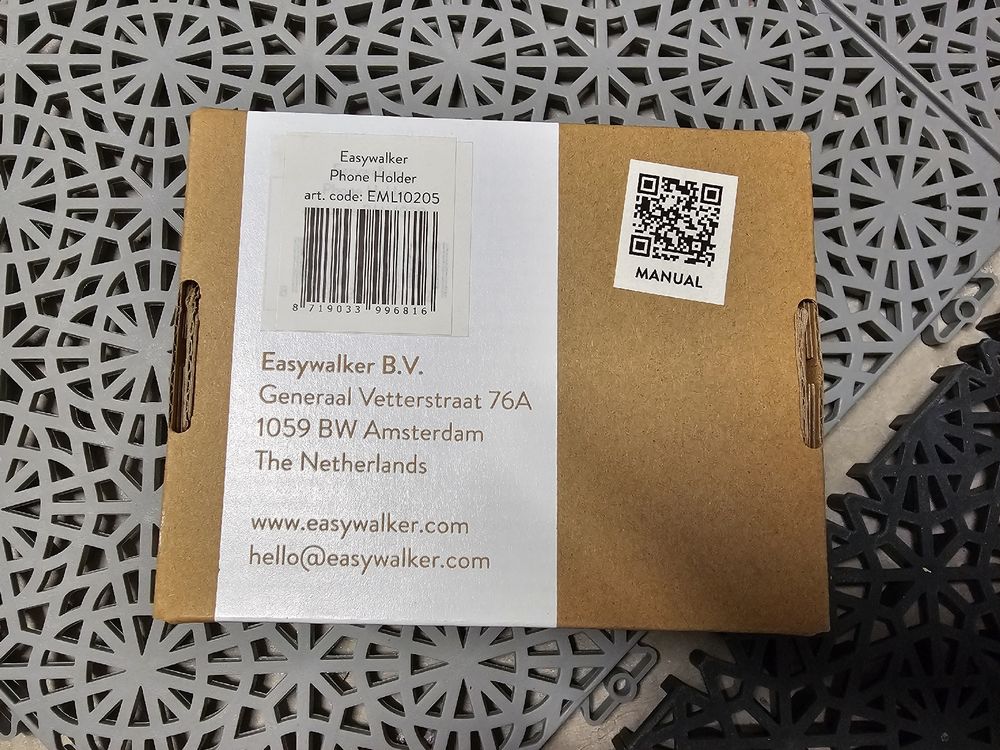 Easywalker
Phone Holder
art. code: EML10205
8 719033 996816
MANUAL
Easywalker B.V.
Generaal Vetterstraat 76A
1059 BW Amsterdam
The Netherlands
www.easywalker.com
hello@easywalker.com